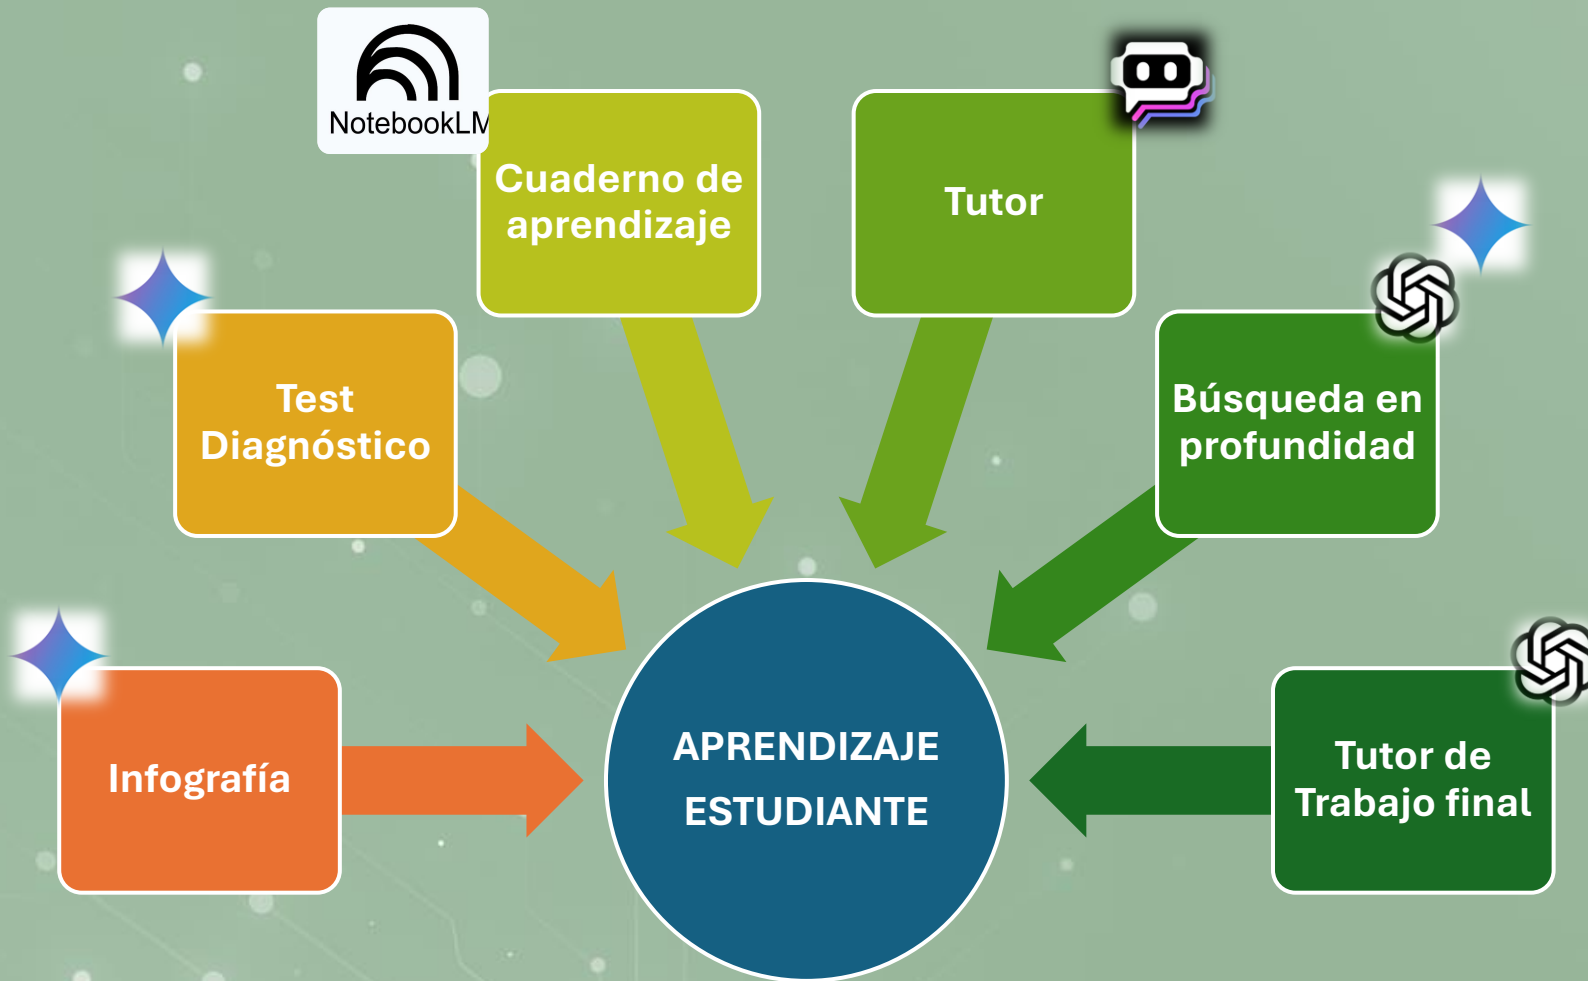 NotebookLM
Cuaderno de
aprendizaje
Tutor
Test
Diagnóstico
Búsqueda en
profundidad
Infografía
APRENDIZAJE
ESTUDIANTE
Tutor de
Trabajo final